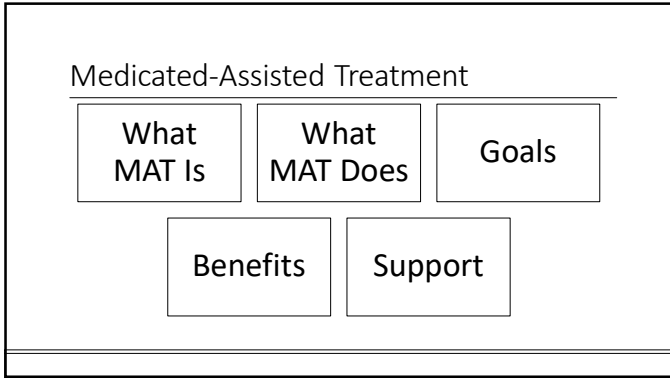 Medicated-Assisted Treatment
What
MAT Is
What
MAT Does
Goals
Benefits
Support